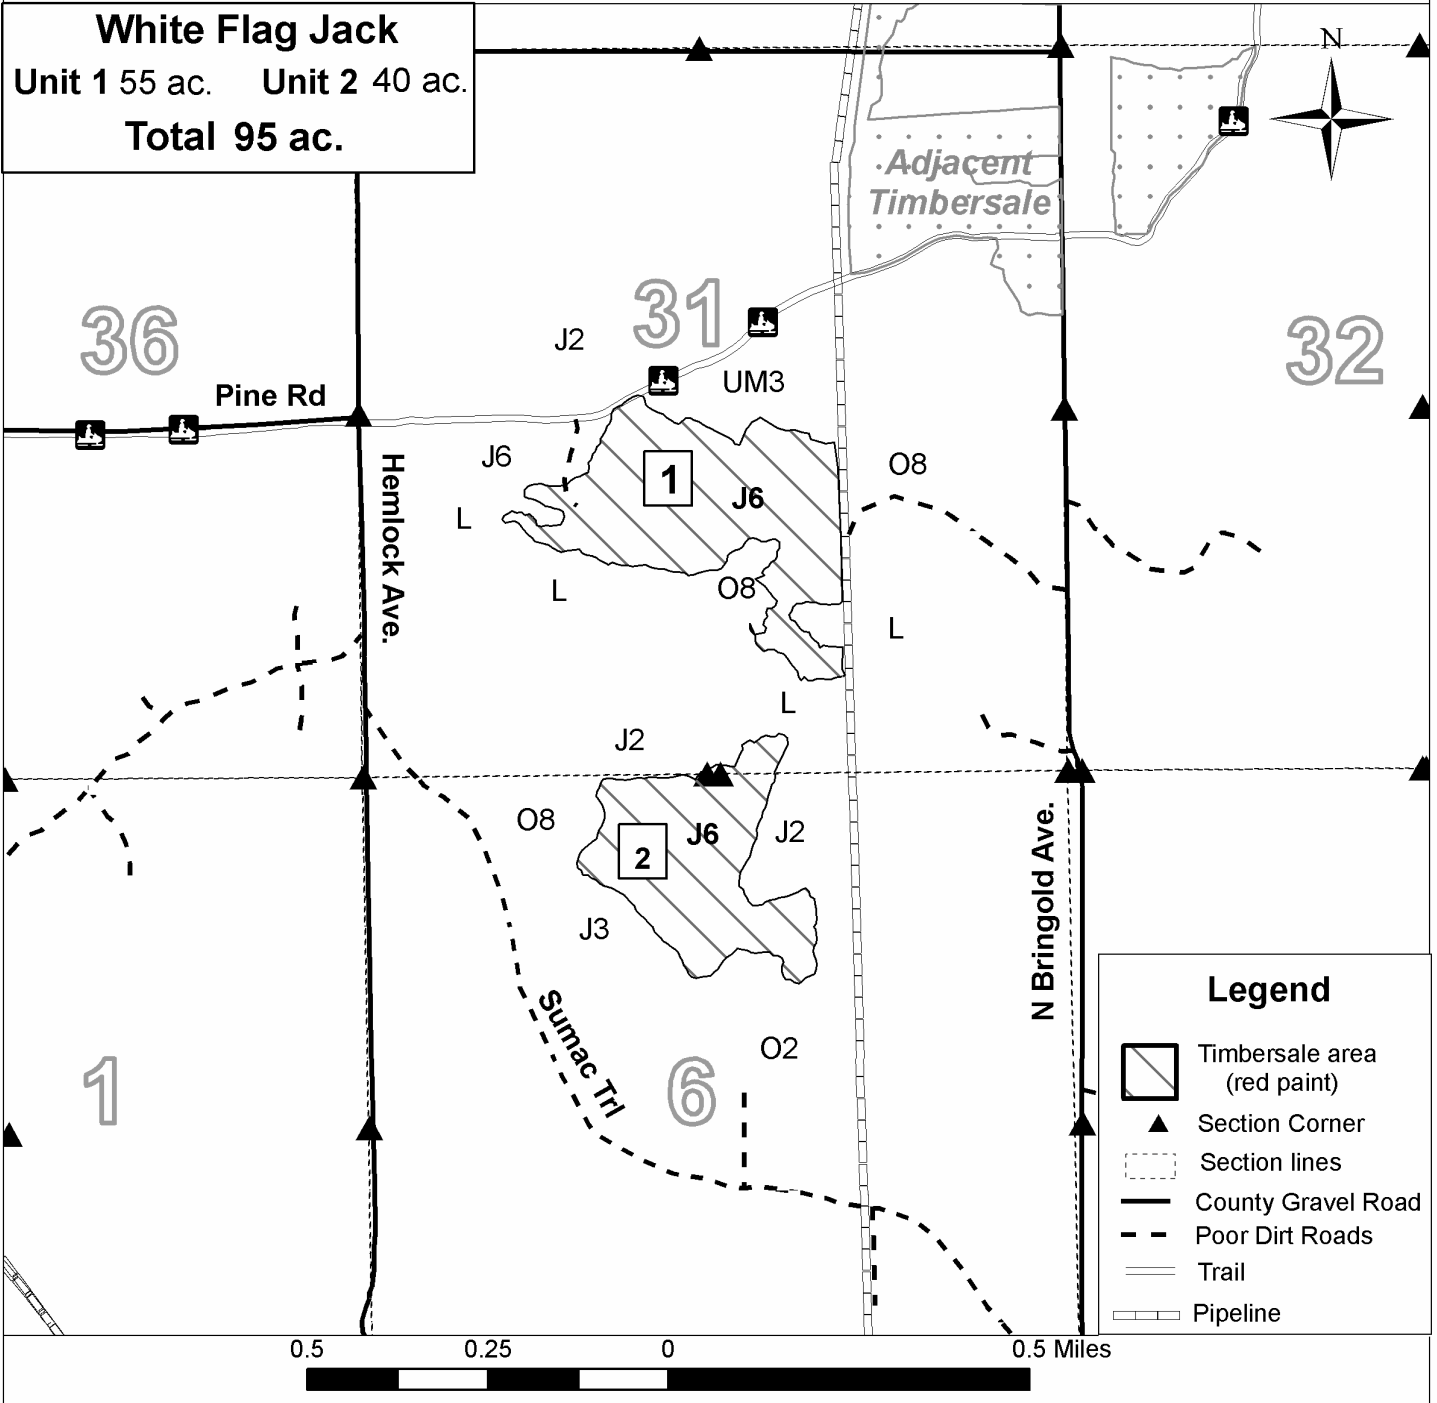 White Flag Jack
Unit 1 55 ac. Unit 2 40 ac.
Total 95 ac.
N
Adjacent
Timbersale
31
36
32
J2
UM3
Pine Rd
J6
1
J6
O8
L
Hemlock Ave.
L
O8
L
L
J2
O8
J6
J2
2
J3
N Bringold Ave.
Sumac Trl
O2
1
6
Legend
Timbersale area
(red paint)
Section Corner
Section lines
County Gravel Road
Poor Dirt Roads
Trail
Pipeline
0.5 0.25 0 0.5 Miles